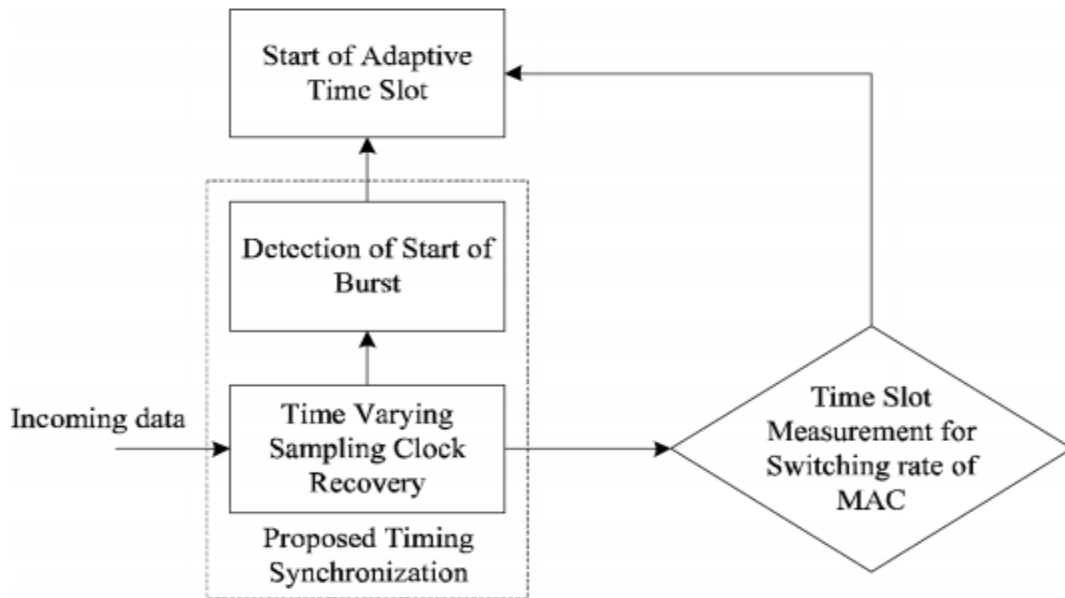 Start of Adaptive
Time Slot
Detection of Start of
Burst
Incoming data
Time Varying
Sampling Clock
Recovery
Proposed Timing
Synchronization
Time Slot
Measurement for
Switching rate of
MAC